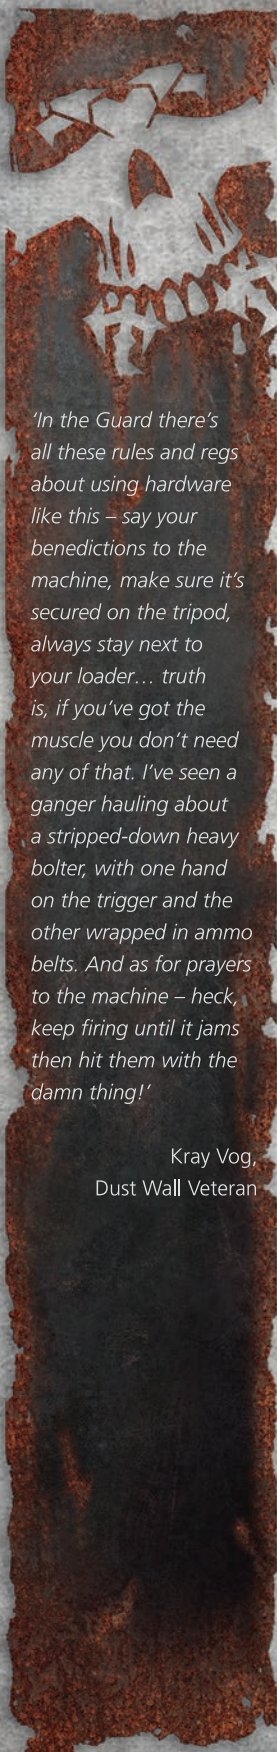 ‘In the Guard there’s
all these rules and regs
about using hardware
like this – say your
benedictions to the
machine, make sure it’s
secured on the tripod,
always stay next to
your loader… truth
is, if you’ve got the
muscle you don’t need
any of that. I’ve seen a
ganger hauling about
a stripped-down heavy
bolter, with one hand
on the trigger and the
other wrapped in ammo
belts. And as for prayers
to the machine – heck,
keep firing until it jams
then hit them with the
damn thing!’
Kray Vog,
Dust Wall Veteran